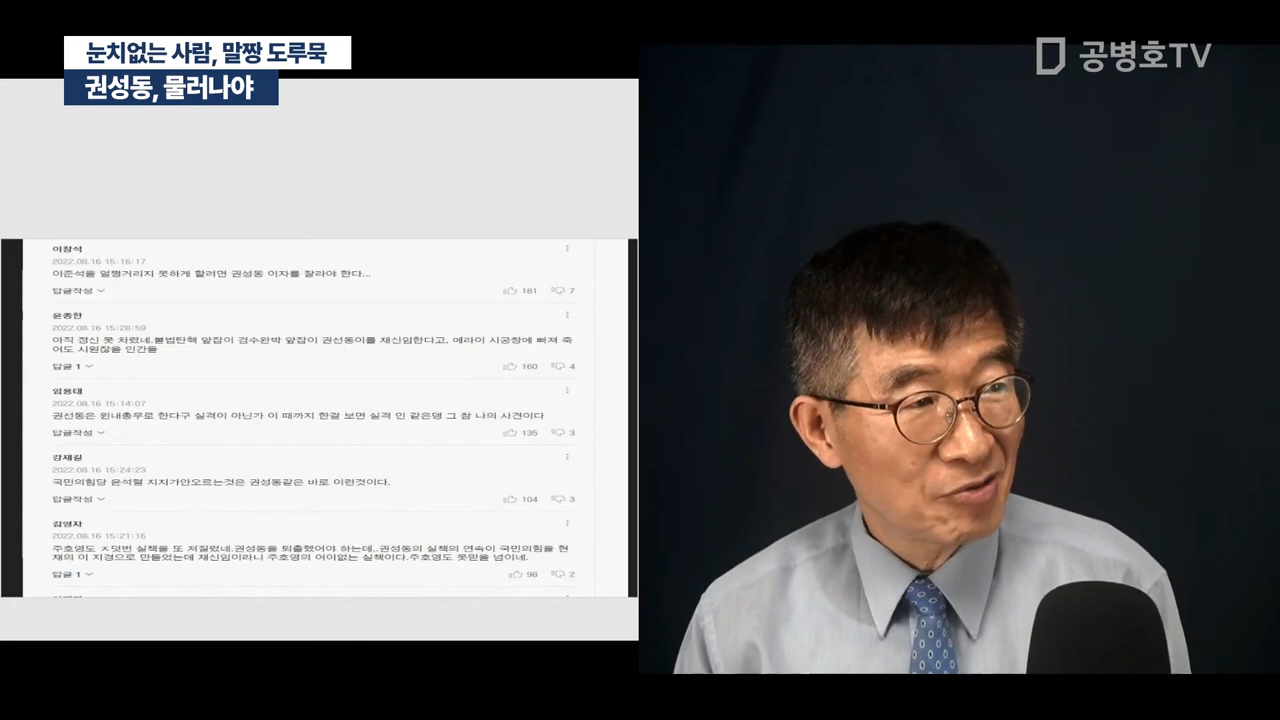 눈치없는 사람, 말짱 도루묵
권성동, 물러나야
공병호TV
이창석
2022.08.16 15:16:17
이준석을 얼쩡거리지 못하게 할려면 권성동 이자를 잘라야 한다...
답글작성
181 7
윤종한
2022.08.16 15:28:59
아직 정신 못 차렸네.불법탄핵 앞잡이 검수완박 앞잡이 권선동이를 재신임한다고, 에라이 시궁창에 빠져 죽
어도 시원찮을 인간들
답글 1
160 4
임용태
2022.08.16 15:14:07
권선동은 원내총무로 한다구 실격이 아닌가 이 때까지 한걸 보면 실격 인 같은뎅 그 참 나의 사견이다
답글작성
135 3
강재길
2022.08.16 15:24:23
국민의힘당 윤석렬 지지가안오르는것은 권성동같은 바로 이런것이다.
답글작성
104 3
김영자
2022.08.16 15:21:16
주호영도 ㅈ덧번 실책을 또 저질렀네.권성동을 퇴출했어야 하는데,.권성동의 실책의 연속이 국민의힘을 현
재의 이 지경으로 만들었는데 재신임이라니 주호영의 어이없는 실책이다.주호영도 못믿을 넘이네.
답글 1
98 2